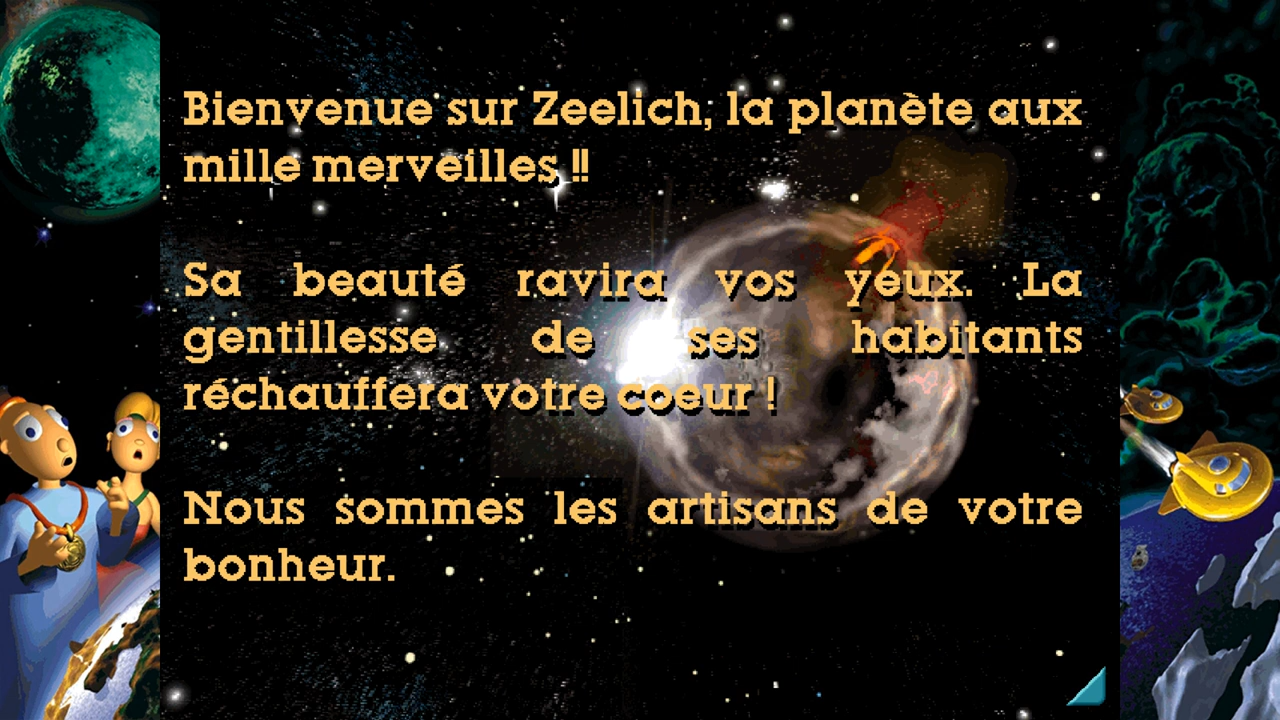 Bienvenue sur Zeelich, la planète aux
mille merveilles !!
Sa beauté ravira vos yeux. La
gentillesse de ses habitants
réchauffera votre coeur !
Nous sommes les artisans de votre
bonheur.